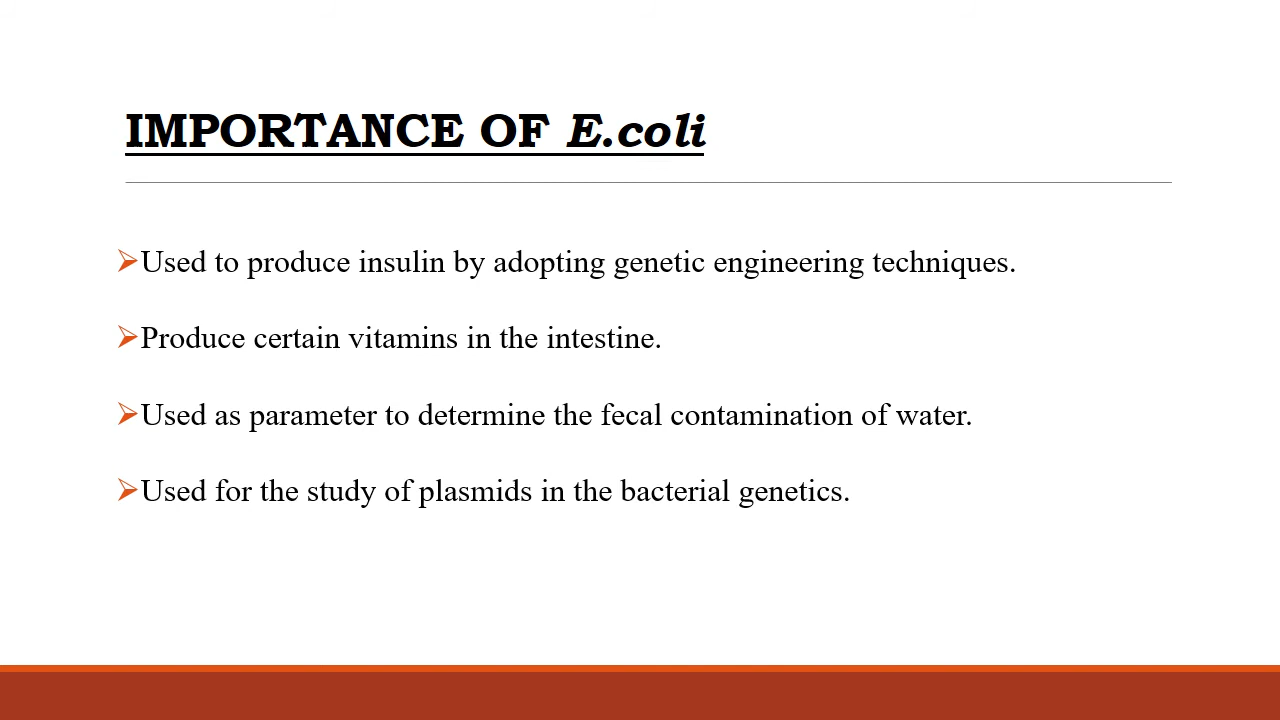 IMPORTANCE OF E.coli
Used to produce insulin by adopting genetic engineering techniques.
Produce certain vitamins in the intestine.
Used as parameter to determine the fecal contamination of water.
Used for the study of plasmids in the bacterial genetics.